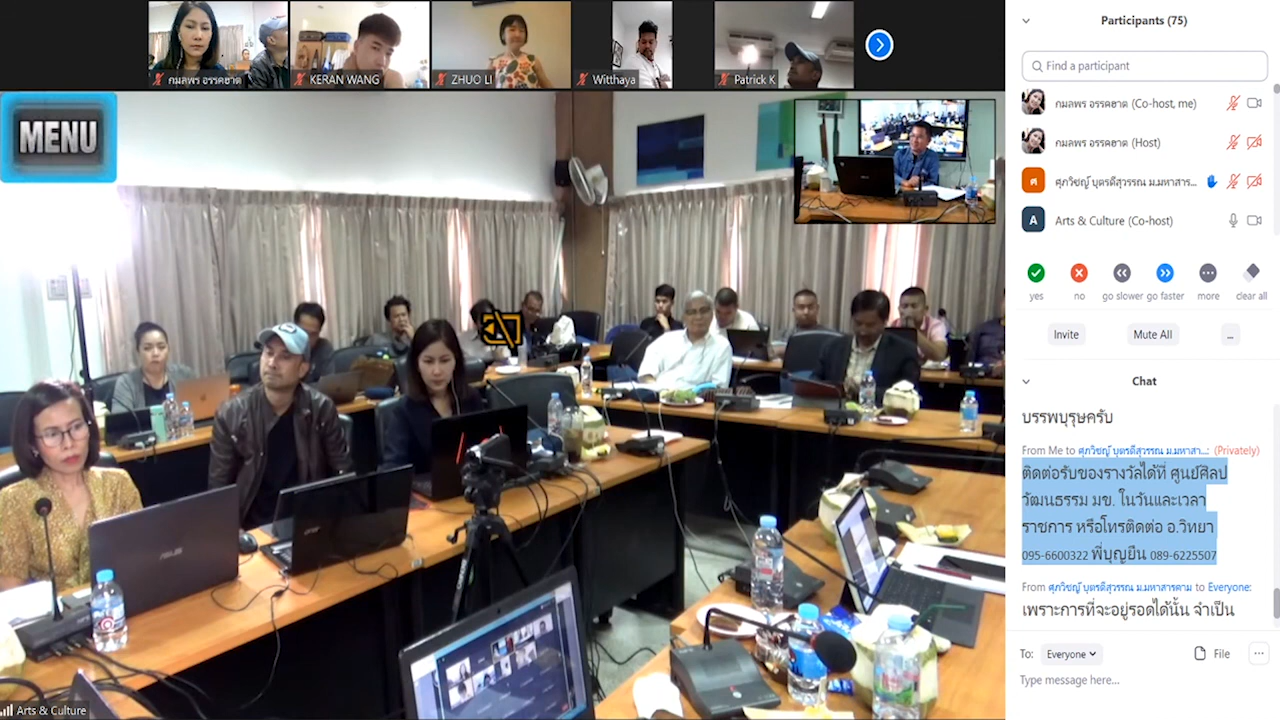 กมลพร อรรคฮาด
KERAN WANG
ZHUO LI
Witthaya
Patrick K
MENU
Arts & Culture
Participants (75)
Find a participant
กมลพร อรรคฮาด (Co-host, me)
กมลพร อรรคฮาด (Host)
ศ
ศุภวิชญ์ บุตรดีสุวรรณ ม.มหาสาร...
A
Arts & Culture (Co-host)
yes no go slower go faster more clear all
Invite Mute All ...
Chat
บรรพบุรุษครับ
From Me to ศุภวิชญ์ บุตรดีสุวรรณ ม.มหาสา...: (Privately)
ติดต่อรับของรางวัลได้ที่ ศูนย์ศิลป
วัฒนธรรม มข. ในวันและเวลา
ราชการ หรือโทรติดต่อ อ.วิทยา
095-6600322 พี่บุญยืน 089-6225507
From ศุภวิชญ์ บุตรดีสุวรรณ ม.มหาสารคาม to Everyone:
เพราะการที่จะอยู่รอดได้นั้น จำเป็น
To: Everyone File ...
Type message here...